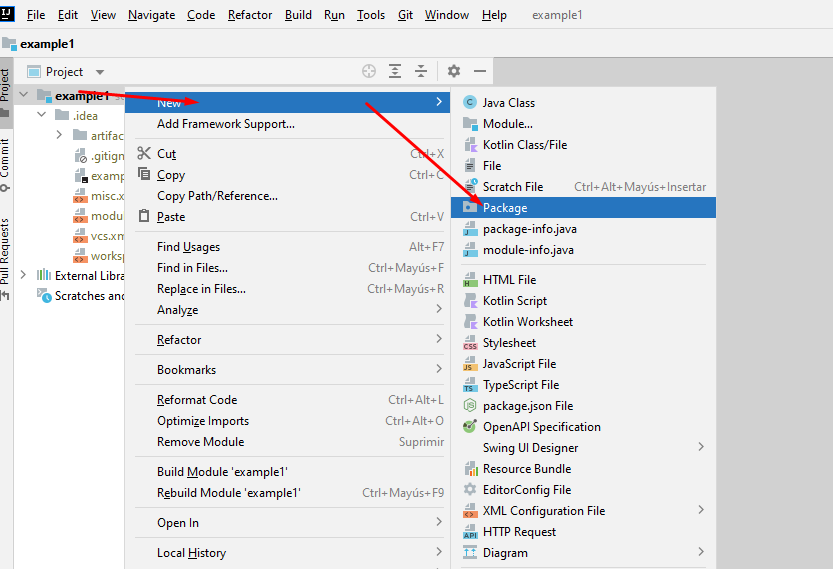 IJ
File Edit View Navigate Code Refactor Build Run Tools Git Window Help example1
example1
Project
Commit
Pull Requests
Project
example1
.idea
artifac
.gitign
examp
misc.x
modu
vcs.xm
works
External Libra
Scratches and
New
Add Framework Support...
Cut Ctrl+X
Copy Ctrl+C
Copy Path/Reference...
Paste Ctrl+V
Find Usages Alt+F7
Find in Files... Ctrl+Mayús+F
Replace in Files... Ctrl+Mayús+R
Analyze
Refactor
Bookmarks
Reformat Code Ctrl+Alt+L
Optimize Imports Ctrl+Alt+O
Remove Module Suprimir
Build Module 'example1'
Rebuild Module 'example1' Ctrl+Mayús+F9
Open In
Local History
Java Class
Module...
Kotlin Class/File
File
Scratch File Ctrl+Alt+Mayús+Insertar
Package
package-info.java
module-info.java
HTML File
Kotlin Script
Kotlin Worksheet
Stylesheet
JavaScript File
TypeScript File
package.json File
OpenAPI Specification
Swing UI Designer
Resource Bundle
EditorConfig File
XML Configuration File
HTTP Request
Diagram